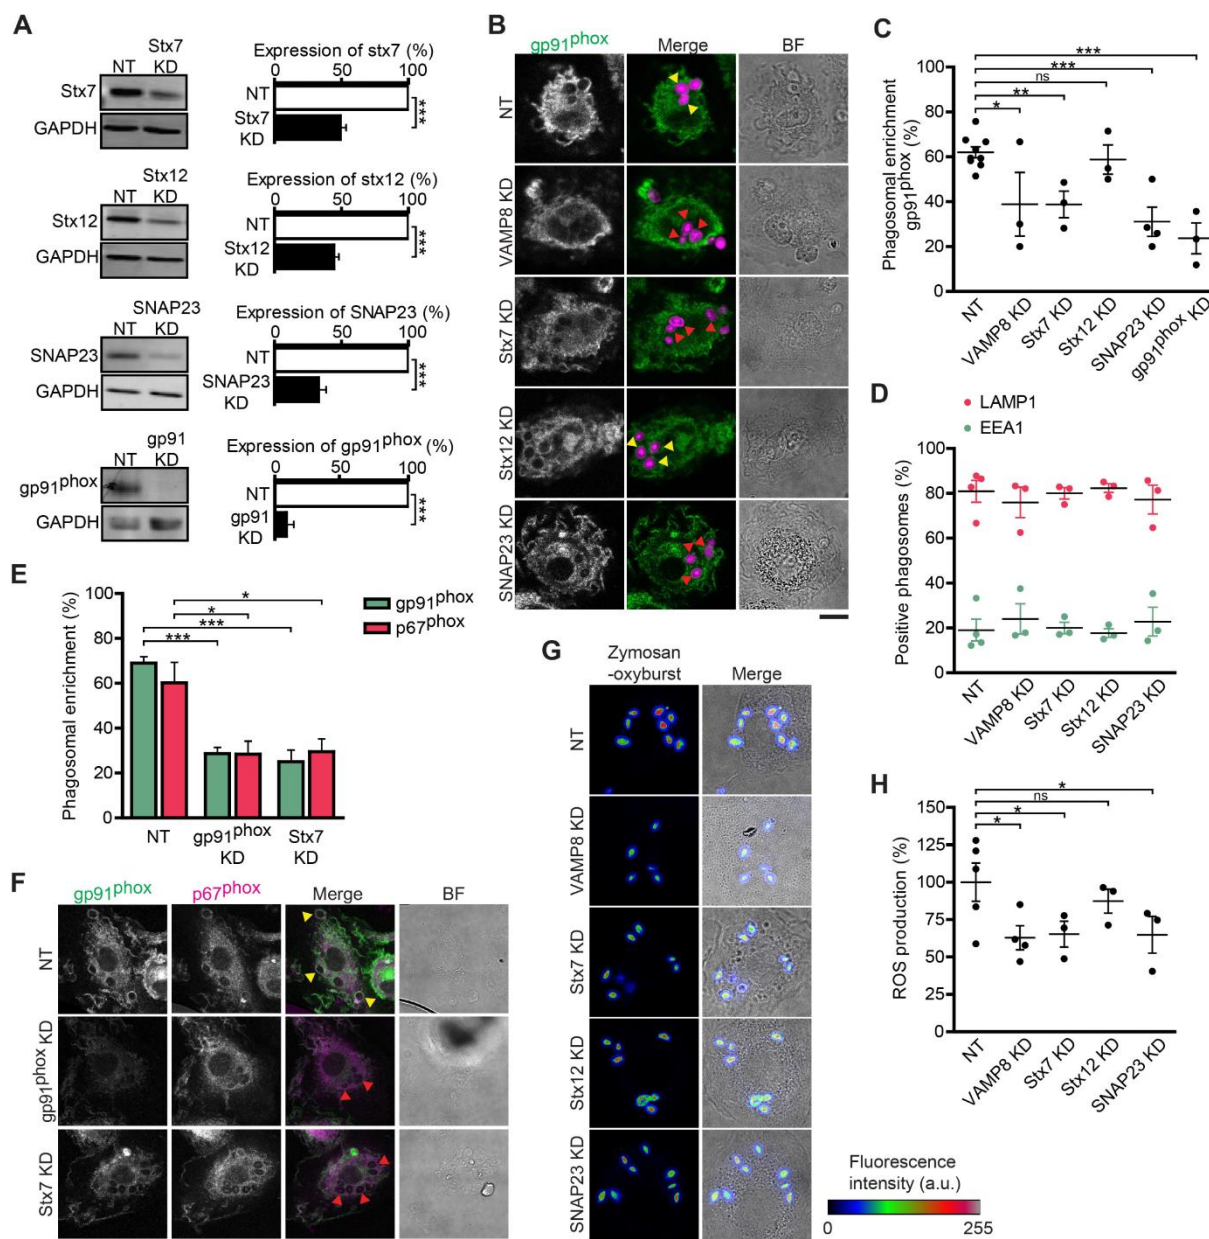 A
Stx7
NT KD
Stx7
GAPDH
Expression of stx7 (%)
0 50 100
NT
Stx7
KD
***
Stx12
NT KD
Stx12
GAPDH
Expression of stx12 (%)
0 50 100
NT
Stx12
KD
***
SNAP23
NT KD
SNAP23
GAPDH
Expression of SNAP23 (%)
0 50 100
NT
SNAP23
KD
***
gp91
NT KD
gp91phox
GAPDH
Expression of gp91phox (%)
0 50 100
NT
gp91
KD
***
B
gp91phox Merge BF
NT
VAMP8 KD
Stx7 KD
Stx12 KD
SNAP23 KD
C
Phagosomal enrichment
gp91phox (%)
100
80
60
40
20
0
***
***
ns
**
*
NT
VAMP8 KD
Stx7 KD
Stx12 KD
SNAP23 KD
gp91phox KD
D
LAMP1
EEA1
Positive phagosomes (%)
100
80
60
40
20
0
NT
VAMP8 KD
Stx7 KD
Stx12 KD
SNAP23 KD
E
Phagosomal enrichment (%)
100
80
60
40
20
0
*
*
***
***
gp91phox
p67phox
NT gp91phox Stx7
KD KD
F
gp91phox p67phox Merge BF
NT
gp91phox KD
Stx7 KD
G
Zymosan
-oxyburst Merge
NT
VAMP8 KD
Stx7 KD
Stx12 KD
SNAP23 KD
Fluorescence
intensity (a.u.)
0 255
H
ROS production (%)
150
125
100
75
50
25
0
*
ns
*
*
NT
VAMP8 KD
Stx7 KD
Stx12 KD
SNAP23 KD